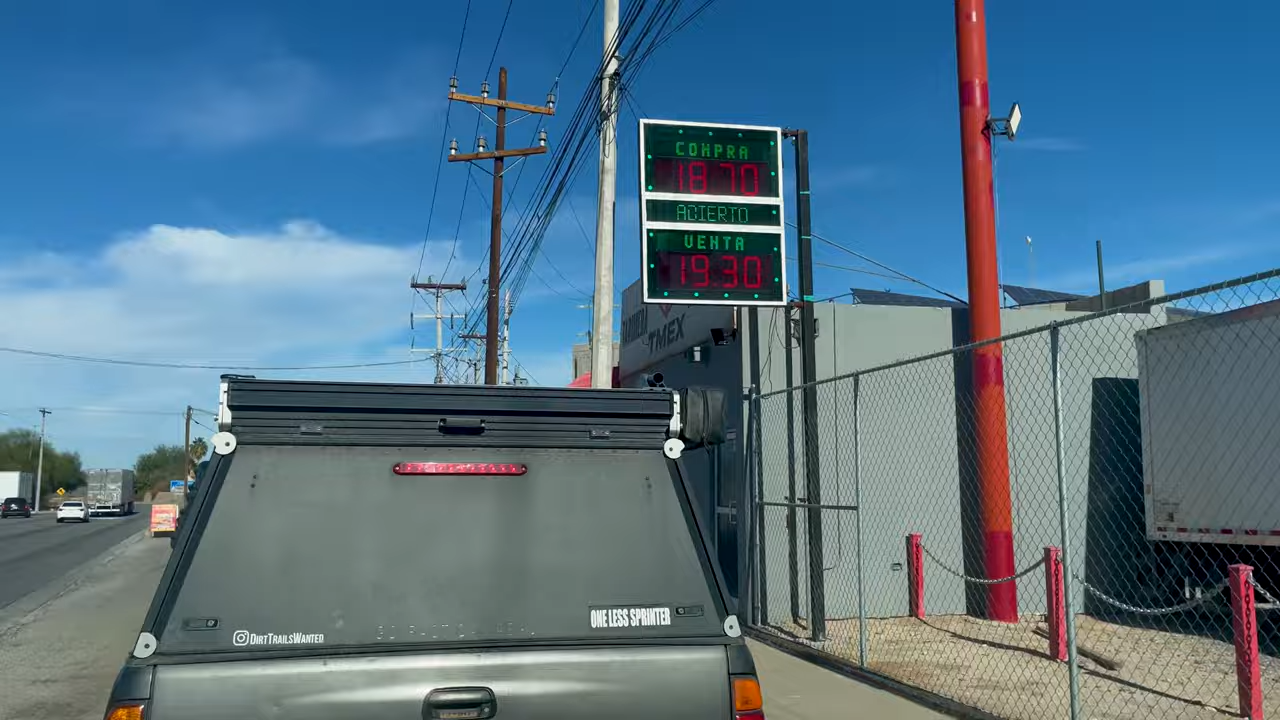 COMPRA
18.70
ABIERTO
VENTA
19.30
TMEX
ONE LESS SPRINTER
DIRTTRAILSWANTED